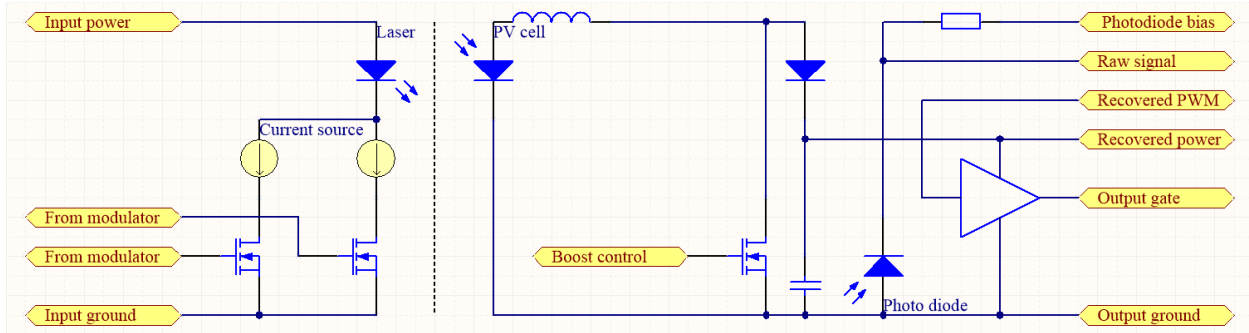 Input power
Laser
Current source
From modulator
From modulator
Input ground
PV cell
Boost control
Photo diode
Photodiode bias
Raw signal
Recovered PWM
Recovered power
Output gate
Output ground